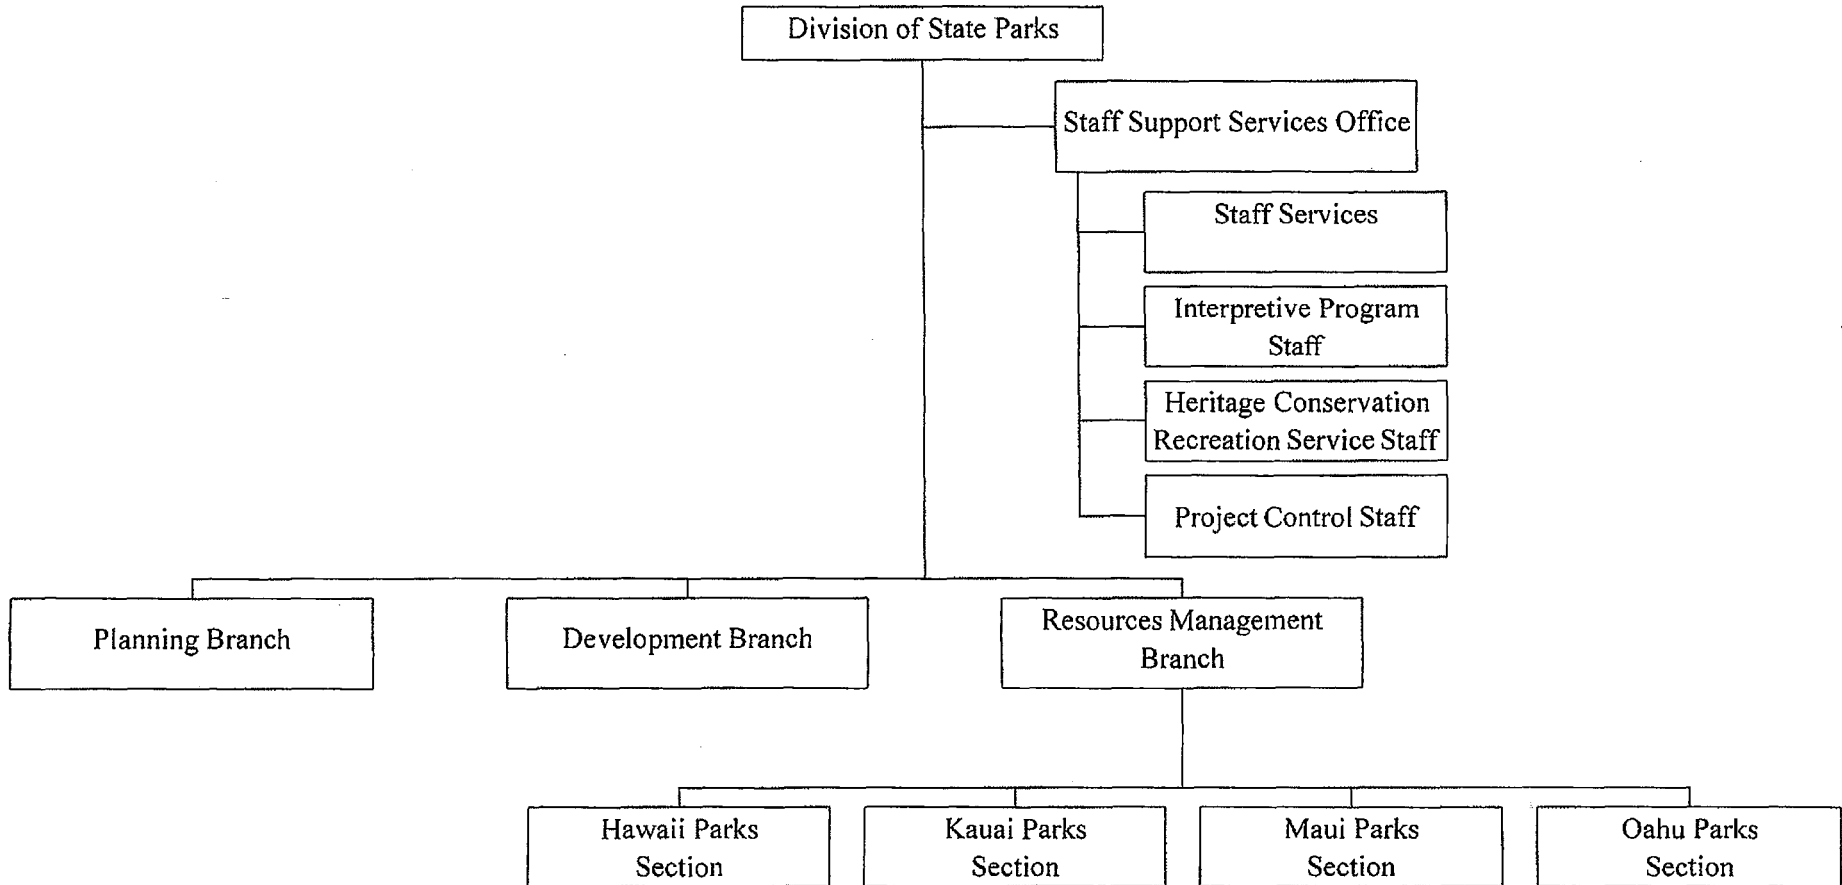 Division of State Parks
Staff Support Services Office
Staff Services
Interpretive Program
Staff
Heritage Conservation
Recreation Service Staff
Project Control Staff
Planning Branch
Development Branch
Resources Management
Branch
Hawaii Parks
Section
Kauai Parks
Section
Maui Parks
Section
Oahu Parks
Section